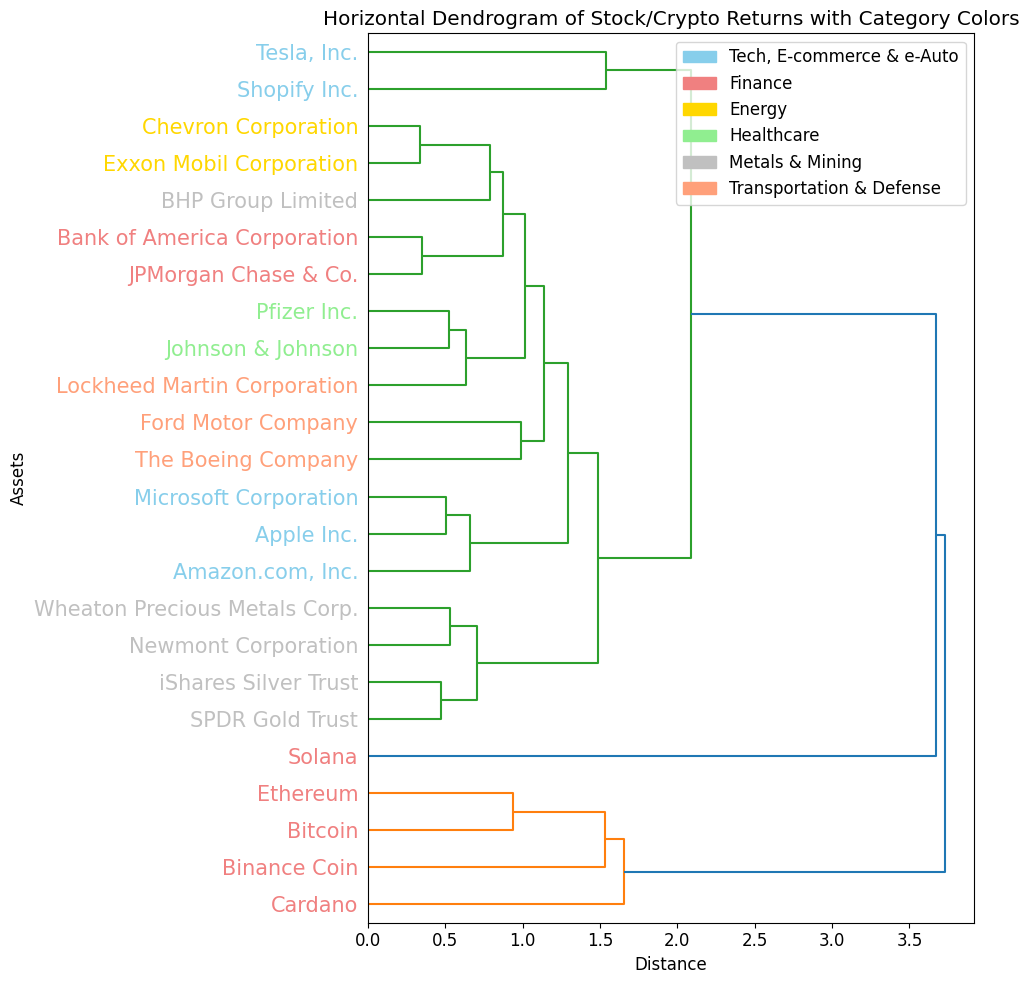 Horizontal Dendrogram of Stock/Crypto Returns with Category Colors
Tesla, Inc.
Shopify Inc.
Chevron Corporation
Exxon Mobil Corporation
BHP Group Limited
Bank of America Corporation
JPMorgan Chase & Co.
Pfizer Inc.
Johnson & Johnson
Lockheed Martin Corporation
Ford Motor Company
The Boeing Company
Microsoft Corporation
Apple Inc.
Amazon.com, Inc.
Wheaton Precious Metals Corp.
Newmont Corporation
iShares Silver Trust
SPDR Gold Trust
Solana
Ethereum
Bitcoin
Binance Coin
Cardano
Assets
Tech, E-commerce & e-Auto
Finance
Energy
Healthcare
Metals & Mining
Transportation & Defense
0.0 0.5 1.0 1.5 2.0 2.5 3.0 3.5
Distance